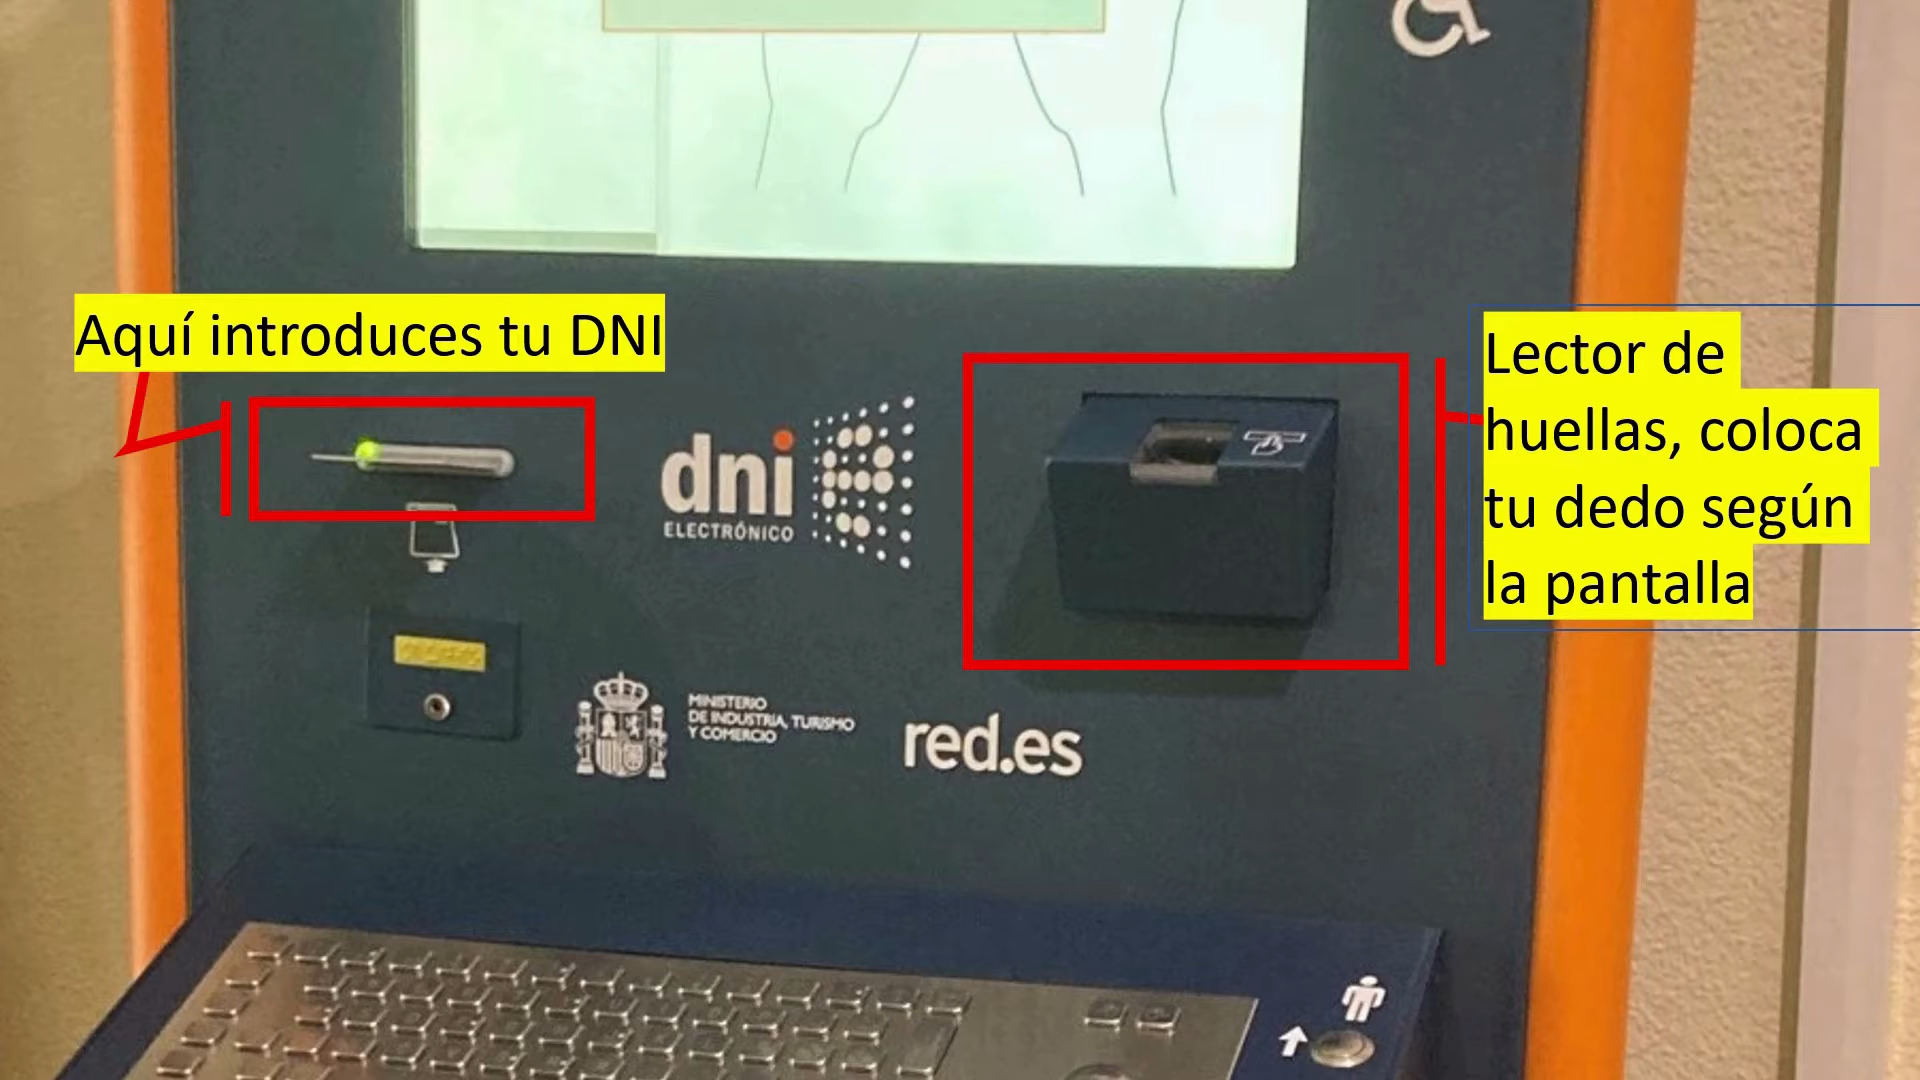 Aquí introduces tu DNI
Lector de
huellas, coloca
tu dedo según
la pantalla
dni
ELECTRÓNICO
MINISTERIO
DE INDUSTRIA, TURISMO
Y COMERCIO
red.es